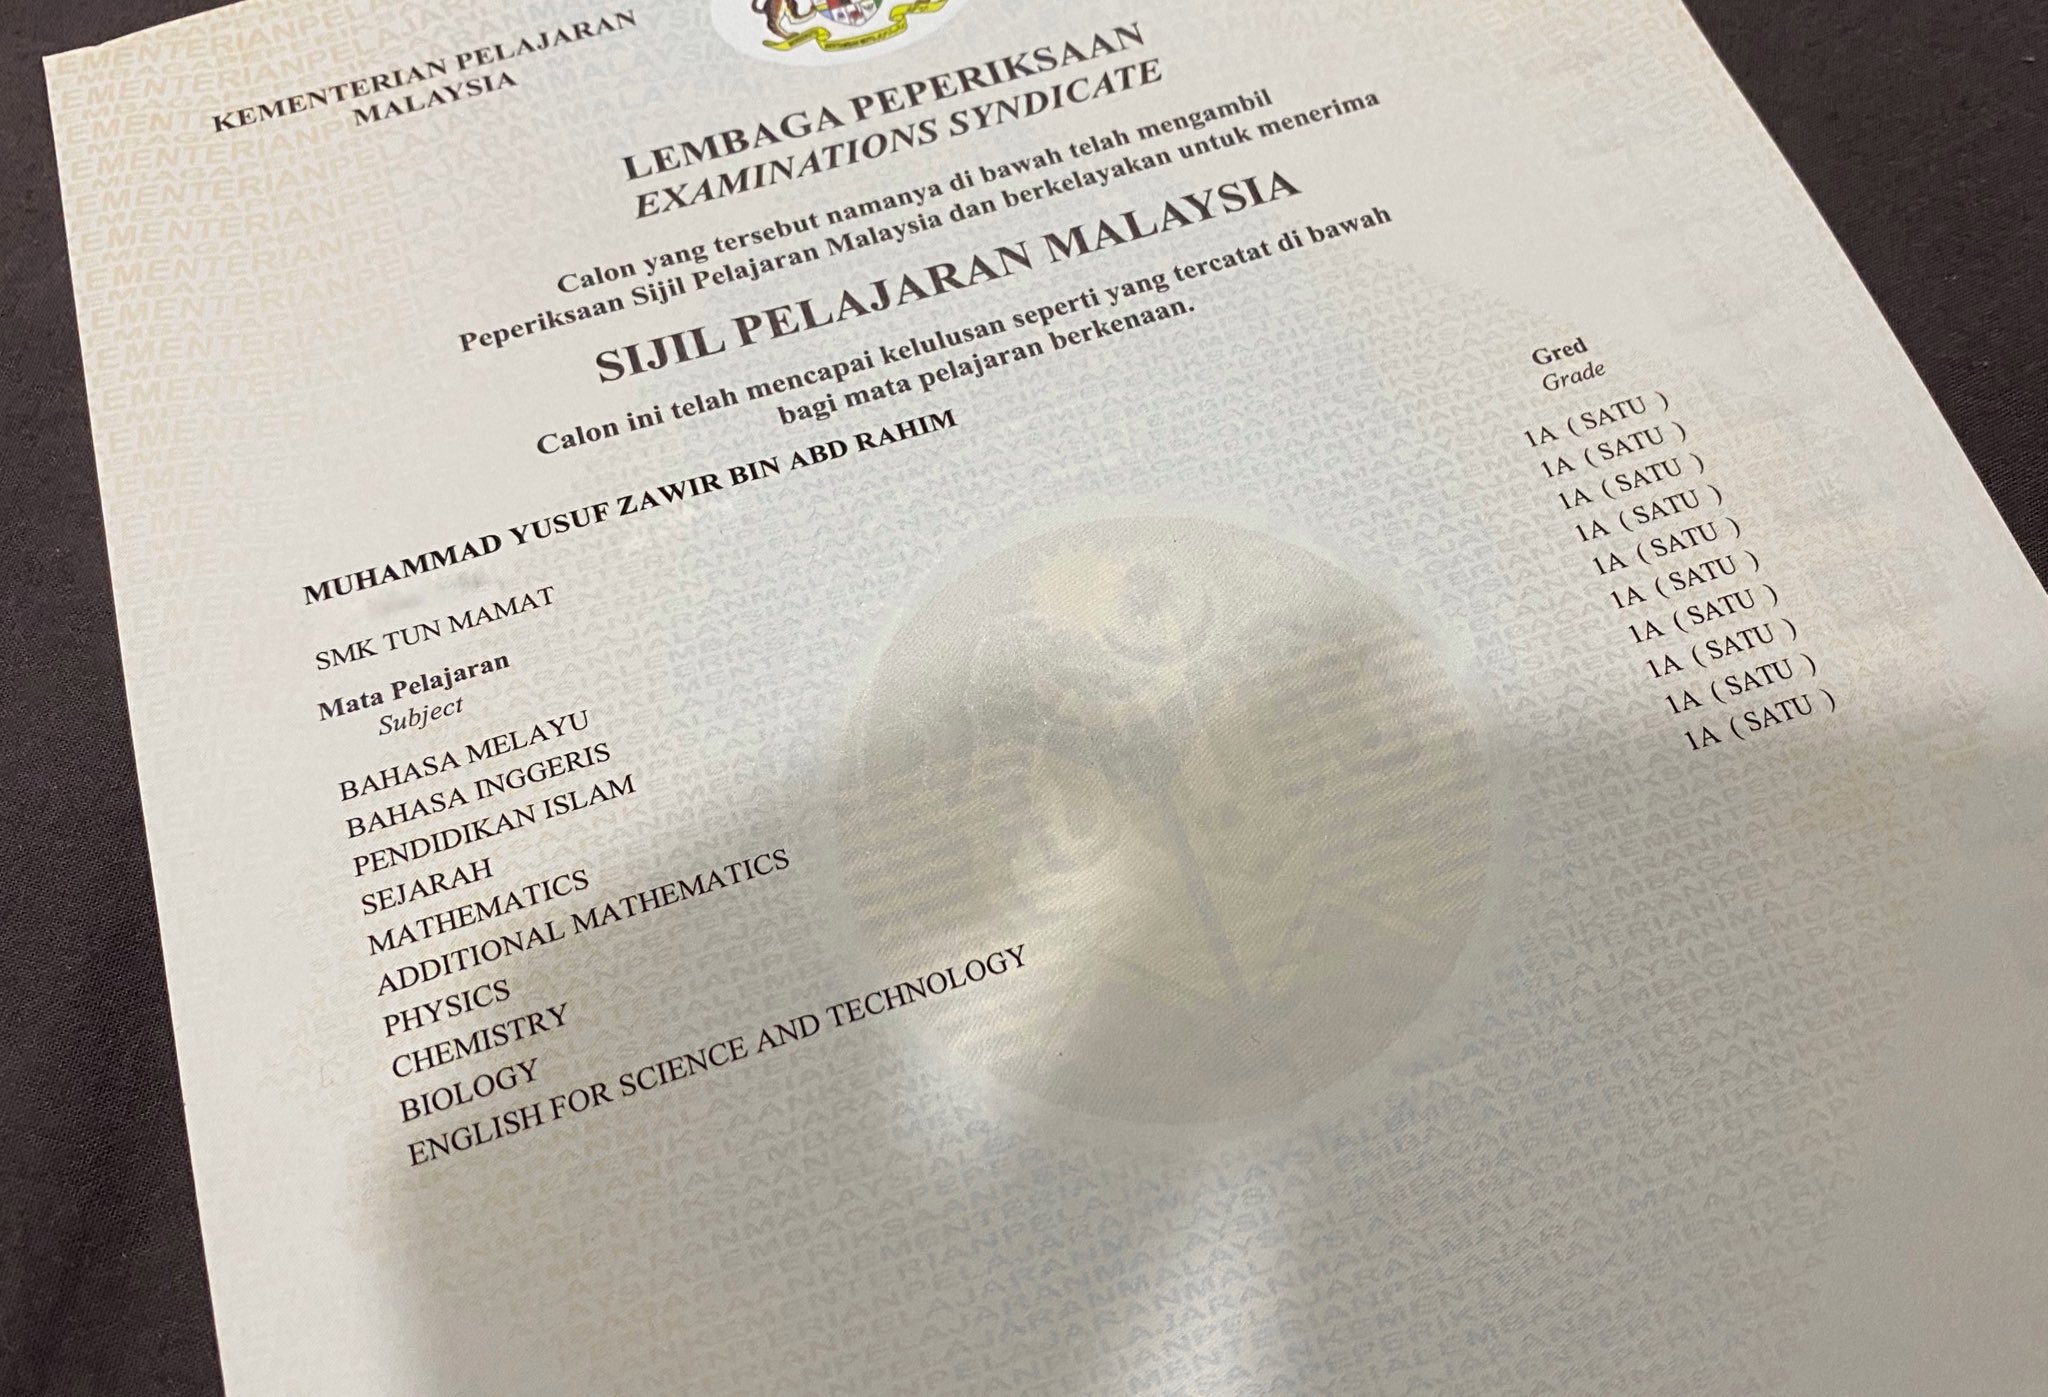 KEMENTERIAN PELAJARAN
MALAYSIA
LEMBAGA PEPERIKSAAN
EXAMINATIONS SYNDICATE
Calon yang tersebut namanya di bawah telah mengambil
Peperiksaan Sijil Pelajaran Malaysia dan berkelayakan untuk menerima
SIJIL PELAJARAN MALAYSIA
Calon ini telah mencapai kelulusan seperti yang tercatat di bawah
bagi mata pelajaran berkenaan.
MUHAMMAD YUSUF ZAWIR BIN ABD RAHIM
SMK TUN MAMAT
Mata Pelajaran Gred
Subject Grade
BAHASA MELAYU 1A ( SATU )
BAHASA INGGERIS 1A ( SATU )
PENDIDIKAN ISLAM 1A ( SATU )
SEJARAH 1A ( SATU )
MATHEMATICS 1A ( SATU )
ADDITIONAL MATHEMATICS 1A ( SATU )
PHYSICS 1A ( SATU )
CHEMISTRY 1A ( SATU )
BIOLOGY 1A ( SATU )
ENGLISH FOR SCIENCE AND TECHNOLOGY 1A ( SATU )